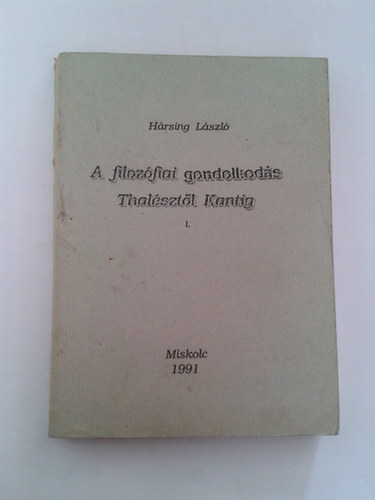 Hársing László
A filozófiai gondolkodás
Thalésztől Kantig
I.
Miskolc
1991